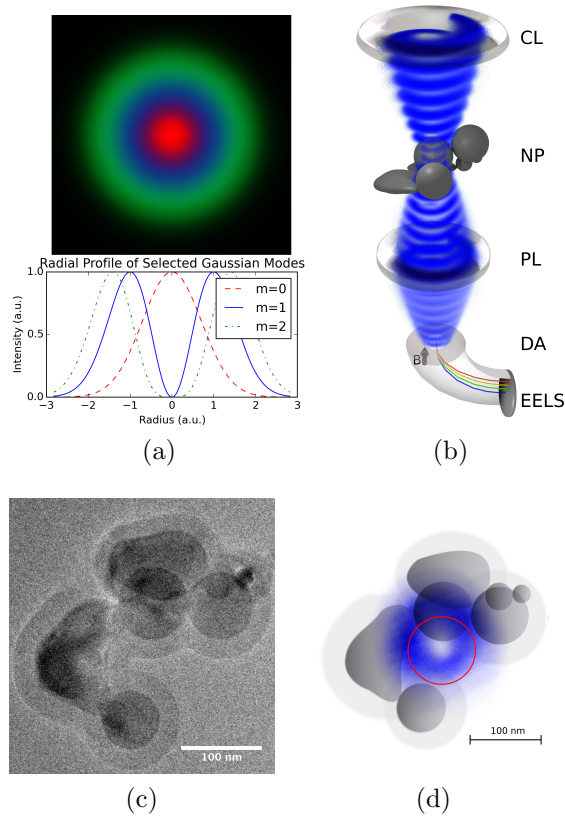 CL
NP
PL
DA
B
EELS
Radial Profile of Selected Gaussian Modes
Intensity (a.u.)
1.0
0.5
0.0
m=0
m=1
m=2
−3 −2 −1 0 1 2 3
Radius (a.u.)
(a) (b)
100 nm
100 nm
(c) (d)